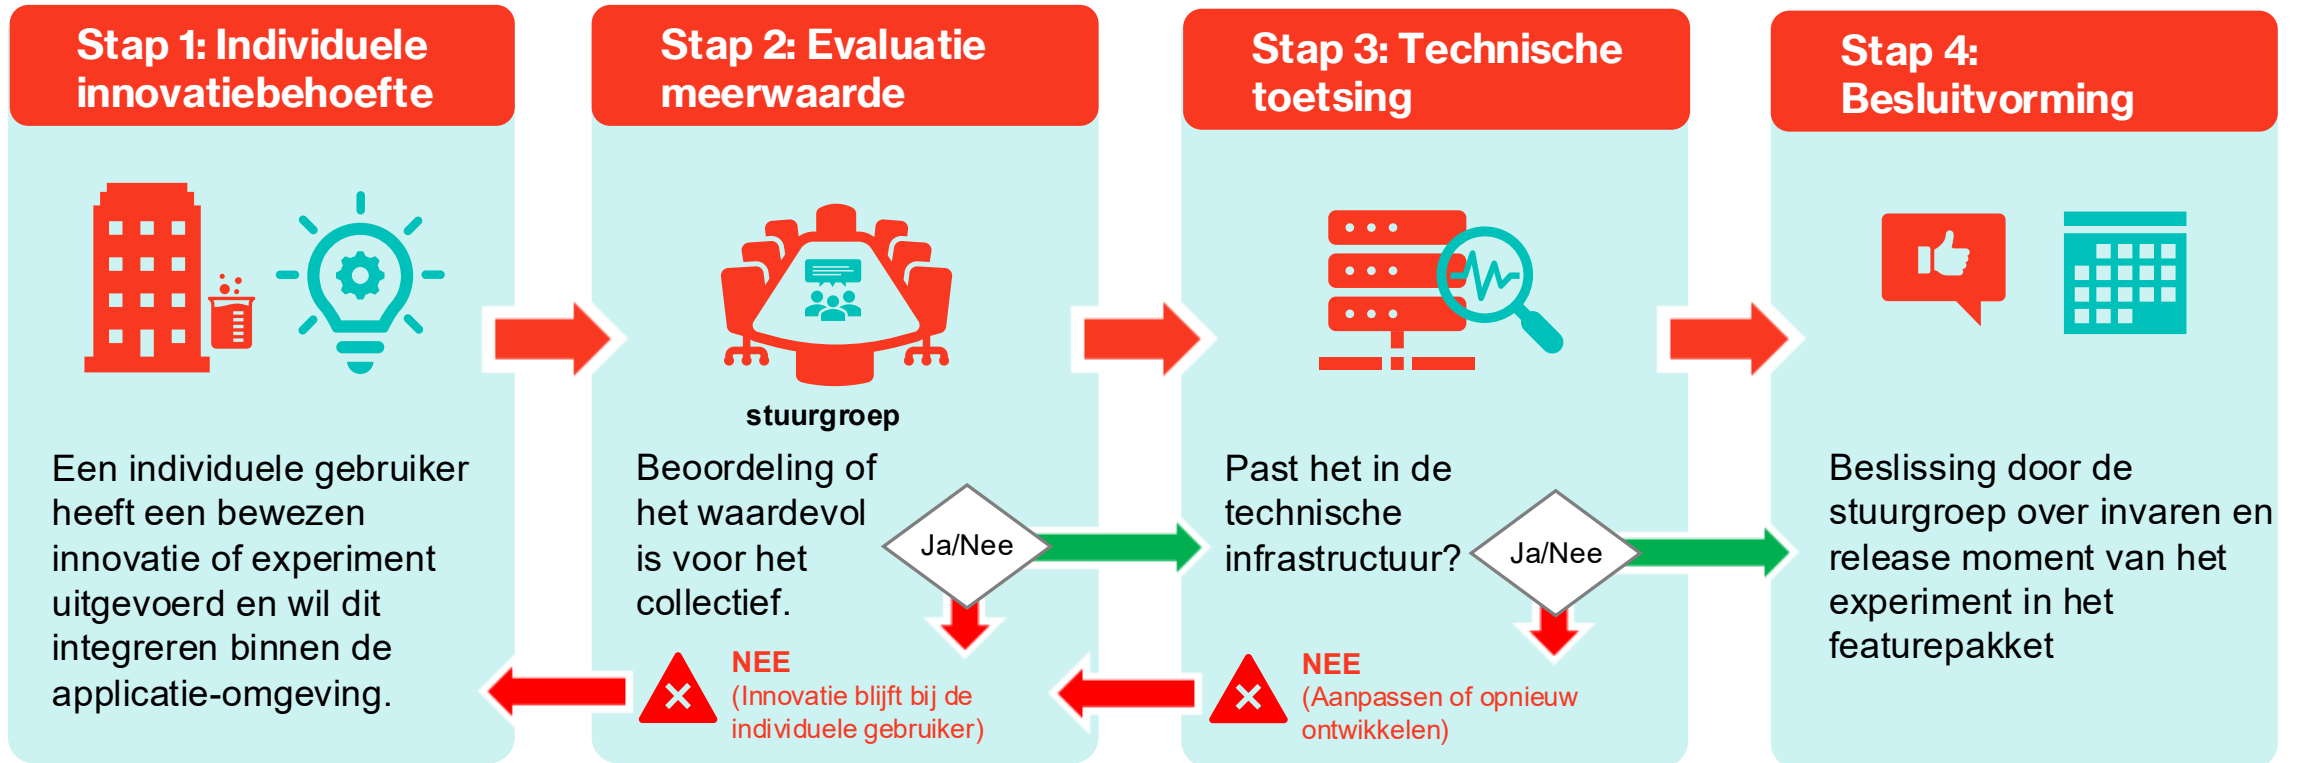 Stap 1: Individuele
innovatiebehoefte
Een individuele gebruiker
heeft een bewezen
innovatie of experiment
uitgevoerd en wil dit
integreren binnen de
applicatie-omgeving.
Stap 2: Evaluatie
meerwaarde
stuurgroep
Beoordeling of
het waardevol
is voor het
collectief.
Ja/Nee
NEE
(Innovatie blijft bij de
individuele gebruiker)
Stap 3: Technische
toetsing
Past het in de
technische
infrastructuur?
Ja/Nee
NEE
(Aanpassen of opnieuw
ontwikkelen)
Stap 4:
Besluitvorming
Beslissing door de
stuurgroep over invaren en
release moment van het
experiment in het
featurepakket